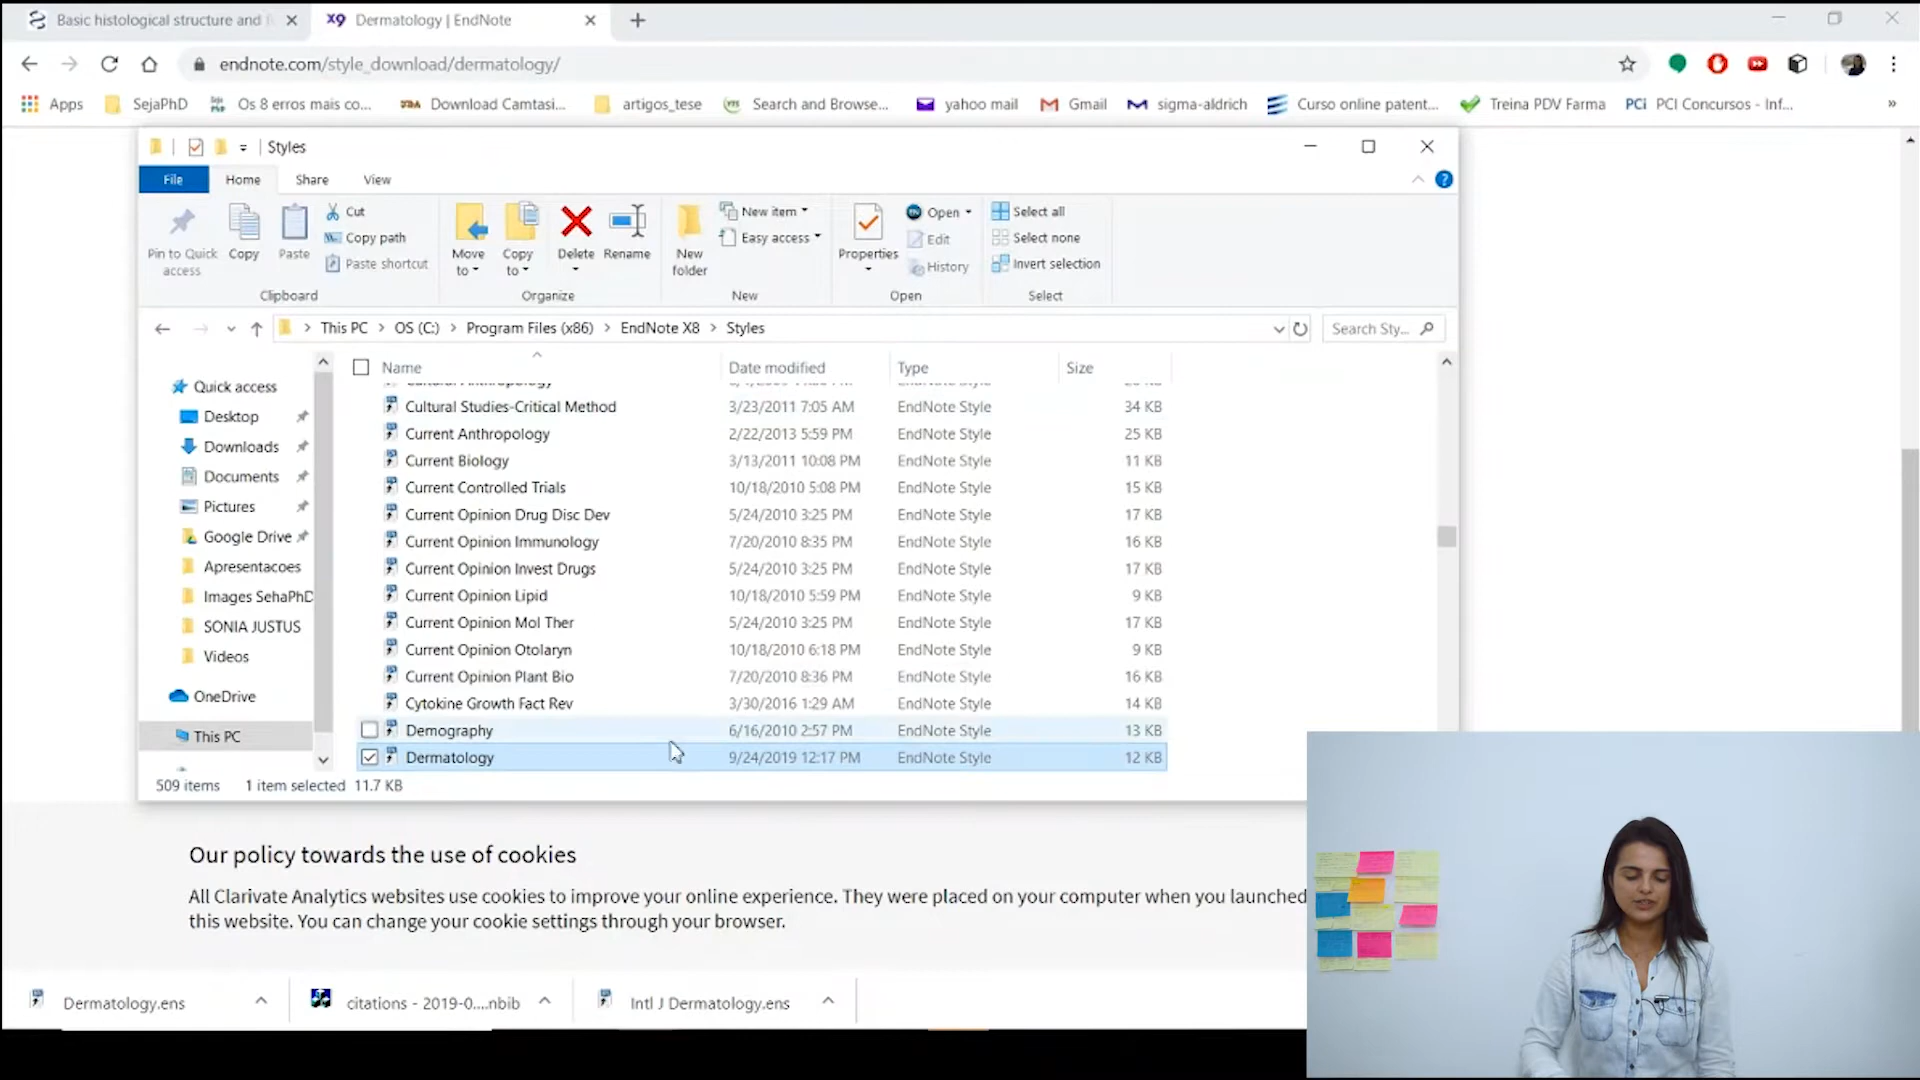 Basic histological structure and
Dermatology | EndNote
endnote.com/style_download/dermatology/
Apps
SejaPhD
Os 8 erros mais co...
Download Camtasi...
artigos_tese
Search and Browse...
yahoo mail
Gmail
sigma-aldrich
Curso online patent...
Treina PDV Farma
PCi PCI Concursos - Inf...
»
Styles
File
Home
Share
View
Pin to Quick access
Copy
Paste
Cut
Copy path
Paste shortcut
Clipboard
Move to
Copy to
Delete
Rename
Organize
New folder
New item
Easy access
New
Properties
Open
Edit
History
Open
Select all
Select none
Invert selection
Select
This PC > OS (C:) > Program Files (x86) > EndNote X8 > Styles
Search Sty...
Quick access
Desktop
Downloads
Documents
Pictures
Google Drive
Apresentacoes
Images SehaPhD
SONIA JUSTUS
Videos
OneDrive
This PC
Name Date modified Type Size
Cultural Studies-Critical Method 3/23/2011 7:05 AM EndNote Style 34 KB
Current Anthropology 2/22/2013 5:59 PM EndNote Style 25 KB
Current Biology 3/13/2011 10:08 PM EndNote Style 11 KB
Current Controlled Trials 10/18/2010 5:08 PM EndNote Style 15 KB
Current Opinion Drug Disc Dev 5/24/2010 3:25 PM EndNote Style 17 KB
Current Opinion Immunology 7/20/2010 8:35 PM EndNote Style 16 KB
Current Opinion Invest Drugs 5/24/2010 3:25 PM EndNote Style 17 KB
Current Opinion Lipid 10/18/2010 5:59 PM EndNote Style 9 KB
Current Opinion Mol Ther 5/24/2010 3:25 PM EndNote Style 17 KB
Current Opinion Otolaryn 10/18/2010 6:18 PM EndNote Style 9 KB
Current Opinion Plant Bio 7/20/2010 8:36 PM EndNote Style 16 KB
Cytokine Growth Fact Rev 3/30/2016 1:29 AM EndNote Style 14 KB
Demography 6/16/2010 2:57 PM EndNote Style 13 KB
Dermatology 9/24/2019 12:17 PM EndNote Style 12 KB
509 items 1 item selected 11.7 KB
Our policy towards the use of cookies
All Clarivate Analytics websites use cookies to improve your online experience. They were placed on your computer when you launched
this website. You can change your cookie settings through your browser.
Dermatology.ens
citations - 2019-0....nbib
Intl J Dermatology.ens